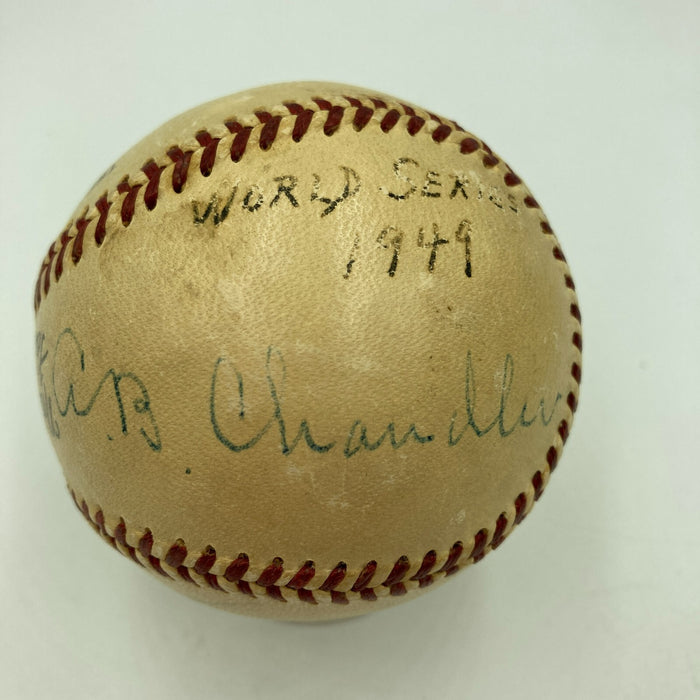 WORLD SERIES
1949
A.B. Chandler